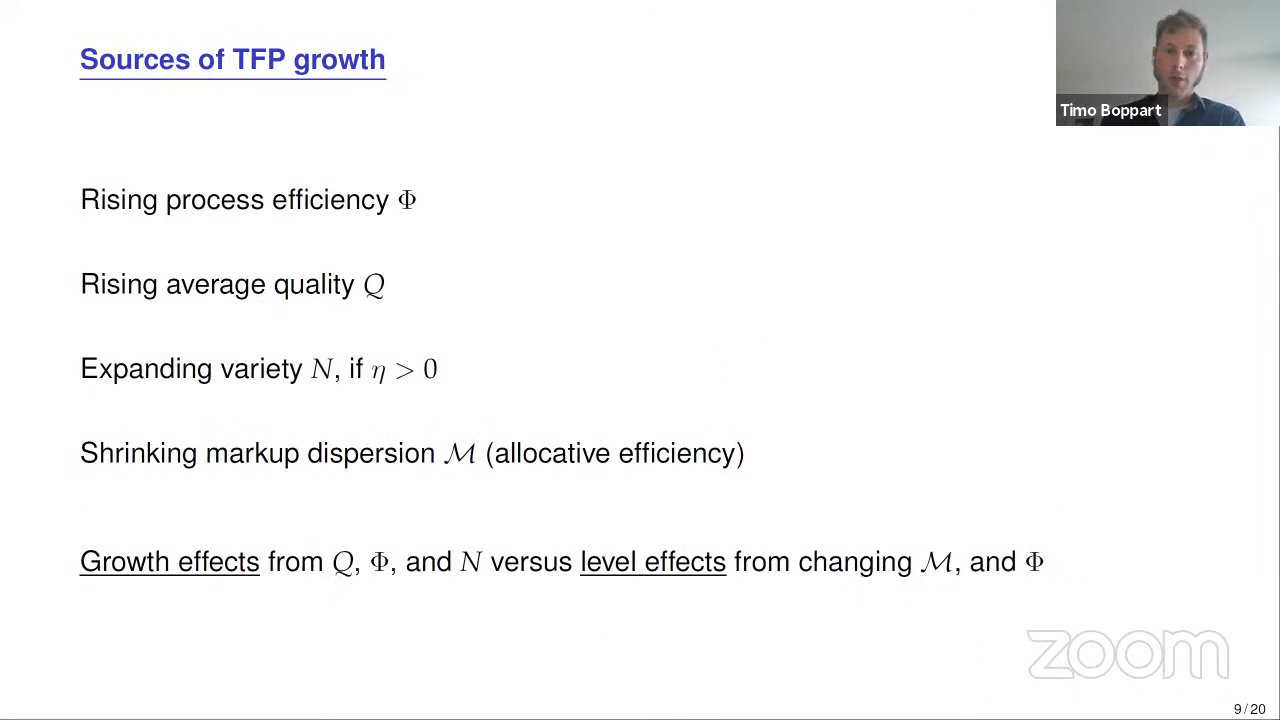 Sources of TFP growth
Timo Boppart
Rising process efficiency Φ
Rising average quality Q
Expanding variety N, if η > 0
Shrinking markup dispersion ℳ (allocative efficiency)
Growth effects from Q, Φ, and N versus level effects from changing ℳ, and Φ
zoom
9 / 20